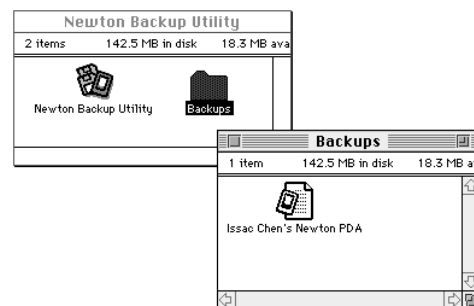 Newton Backup Utility
2 items 142.5 MB in disk 18.3 MB ava
Newton Backup Utility
Backups
Backups
1 item 142.5 MB in disk 18.3 MB a
Issac Chen's Newton PDA